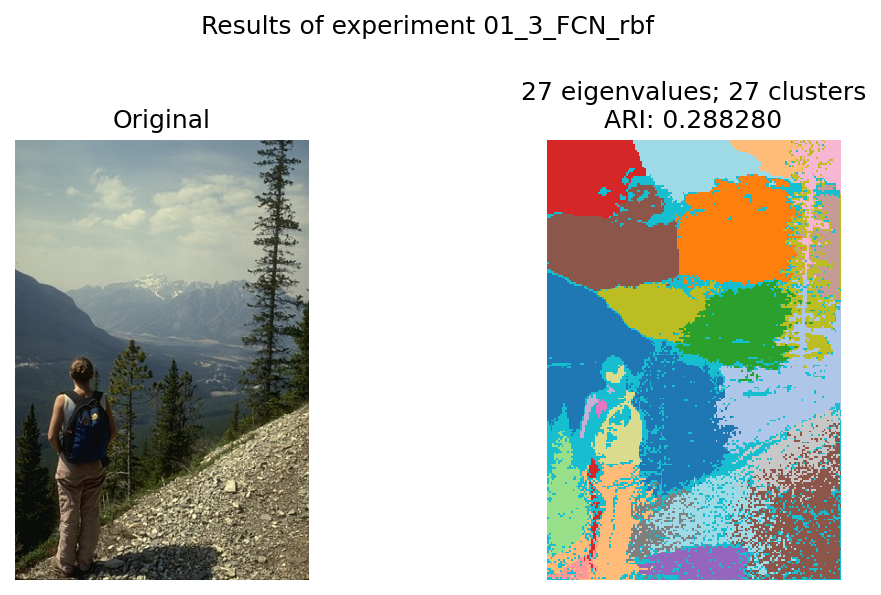 Results of experiment 01_3_FCN_rbf
Original
27 eigenvalues; 27 clusters
ARI: 0.288280